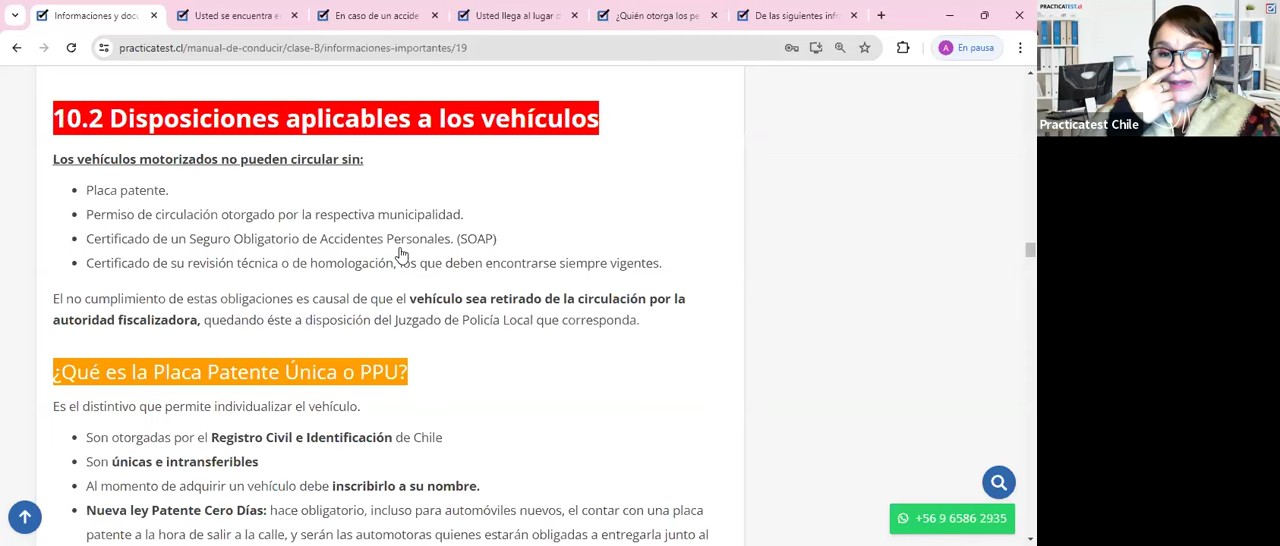 Informaciones y docu
Usted se encuentra e
En caso de un accide
Usted llega al lugar d
¿Quién otorga los pe
De las siguientes infr
practicatest.cl/manual-de-conducir/clase-B/informaciones-importantes/19
A
En pausa
PRACTICATEST.cl
Practicatest Chile
10.2 Disposiciones aplicables a los vehículos
Los vehículos motorizados no pueden circular sin:
Placa patente.
Permiso de circulación otorgado por la respectiva municipalidad.
Certificado de un Seguro Obligatorio de Accidentes Personales. (SOAP)
Certificado de su revisión técnica o de homologación, los que deben encontrarse siempre vigentes.
El no cumplimiento de estas obligaciones es causal de que el vehículo sea retirado de la circulación por la
autoridad fiscalizadora, quedando éste a disposición del Juzgado de Policía Local que corresponda.
¿Qué es la Placa Patente Única o PPU?
Es el distintivo que permite individualizar el vehículo.
Son otorgadas por el Registro Civil e Identificación de Chile
Son únicas e intransferibles
Al momento de adquirir un vehículo debe inscribirlo a su nombre.
Nueva ley Patente Cero Días: hace obligatorio, incluso para automóviles nuevos, el contar con una placa
patente a la hora de salir a la calle, y serán las automotoras quienes estarán obligadas a entregarla junto al
+56 9 6586 2935